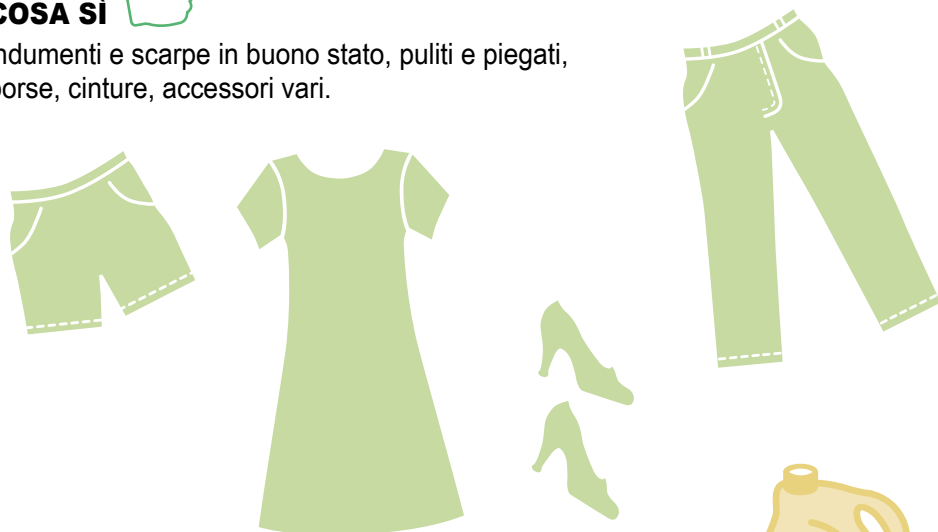 COSA SÌ
ndumenti e scarpe in buono stato, puliti e piegati,
borse, cinture, accessori vari.